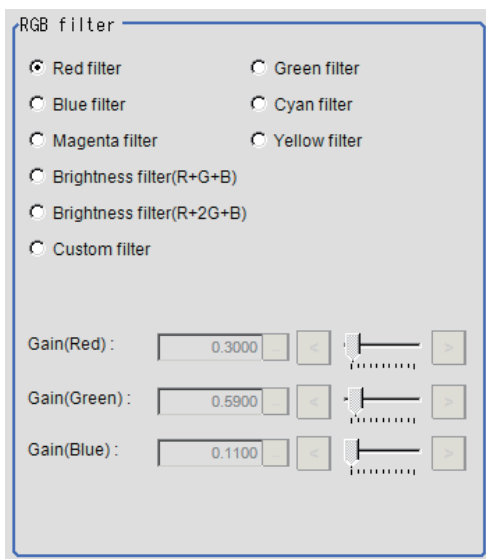 RGB filter
Red filter Green filter
Blue filter Cyan filter
Magenta filter Yellow filter
Brightness filter(R+G+B)
Brightness filter(R+2G+B)
Custom filter
Gain(Red) : 0.3000 ... < >
Gain(Green) : 0.5900 ... < >
Gain(Blue) : 0.1100 ... < >